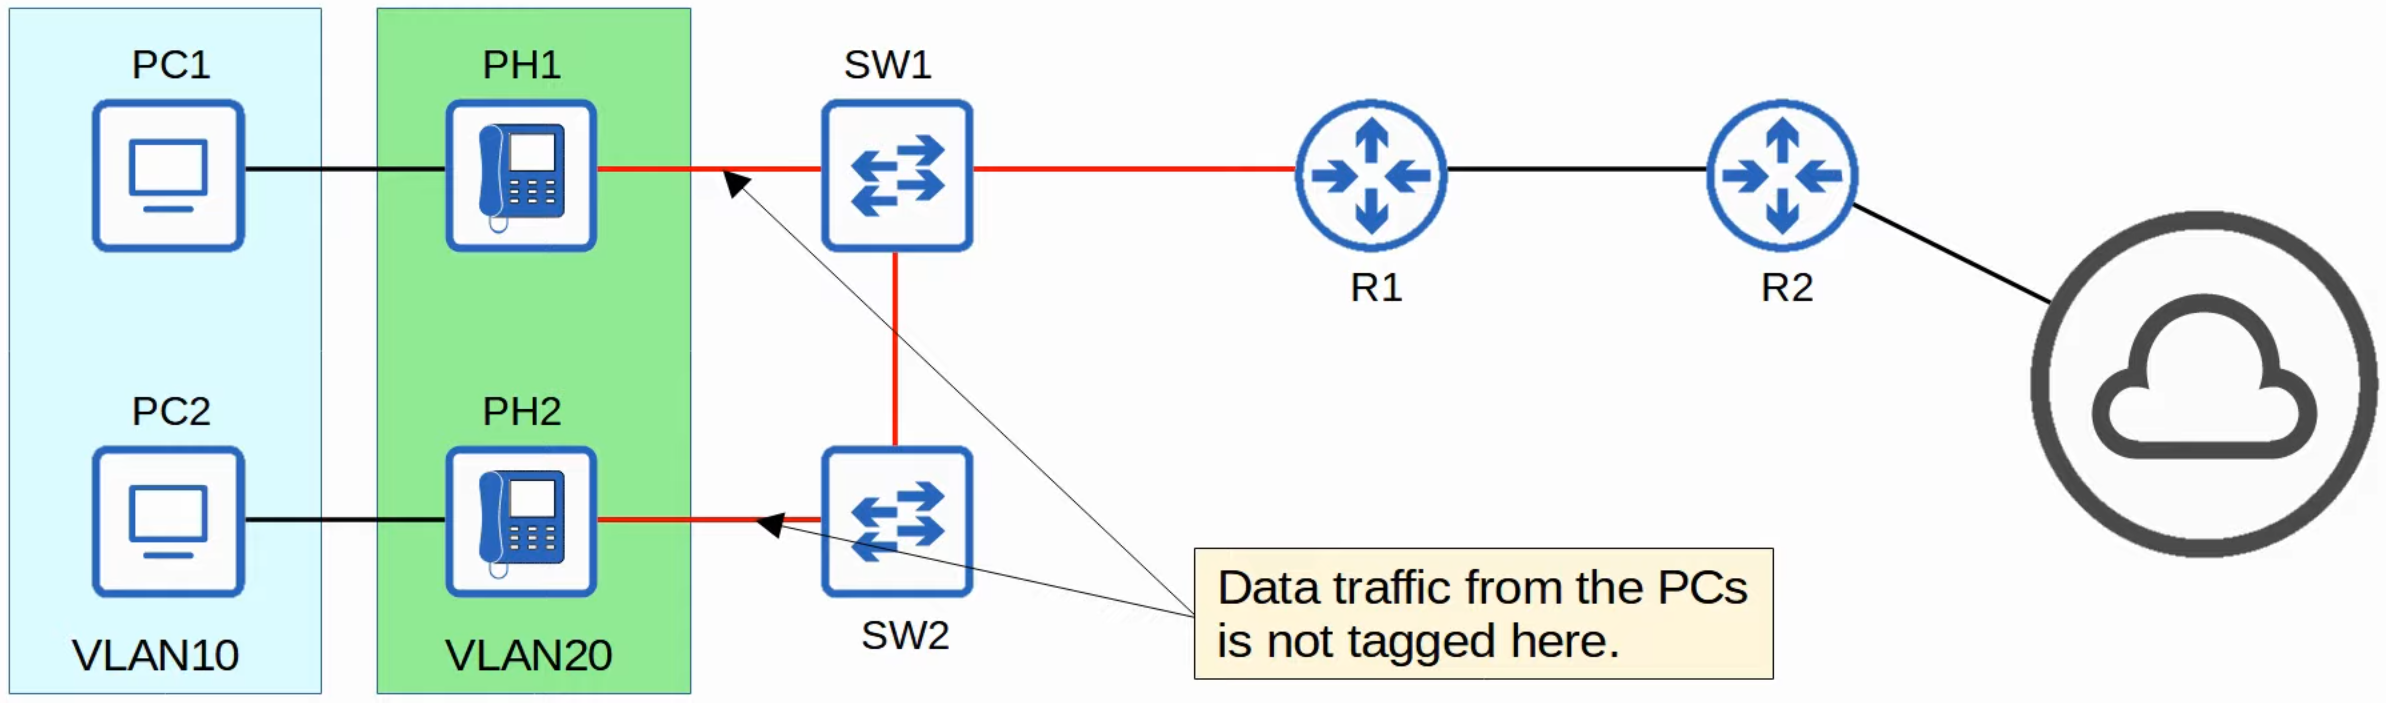 PC1
PH1
SW1
R1
R2
PC2
PH2
SW2
VLAN10
VLAN20
Data traffic from the PCs
is not tagged here.